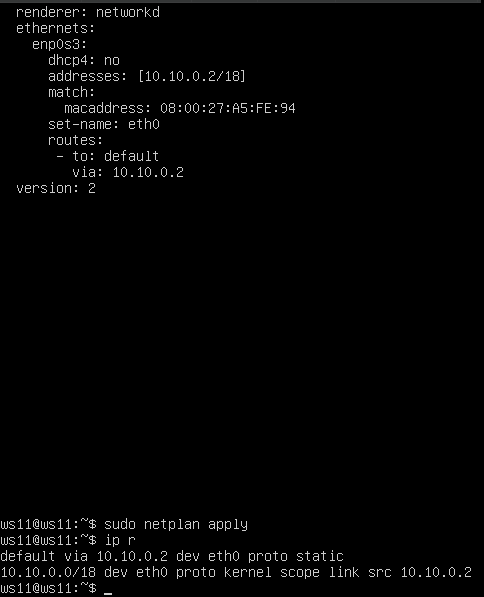 renderer: networkd
ethernets:
enp0s3:
dhcp4: no
addresses: [10.10.0.2/18]
match:
macaddress: 08:00:27:A5:FE:94
set-name: eth0
routes:
- to: default
via: 10.10.0.2
version: 2
ws11@ws11:~$ sudo netplan apply
ws11@ws11:~$ ip r
default via 10.10.0.2 dev eth0 proto static
10.10.0.0/18 dev eth0 proto kernel scope link src 10.10.0.2
ws11@ws11:~$ _